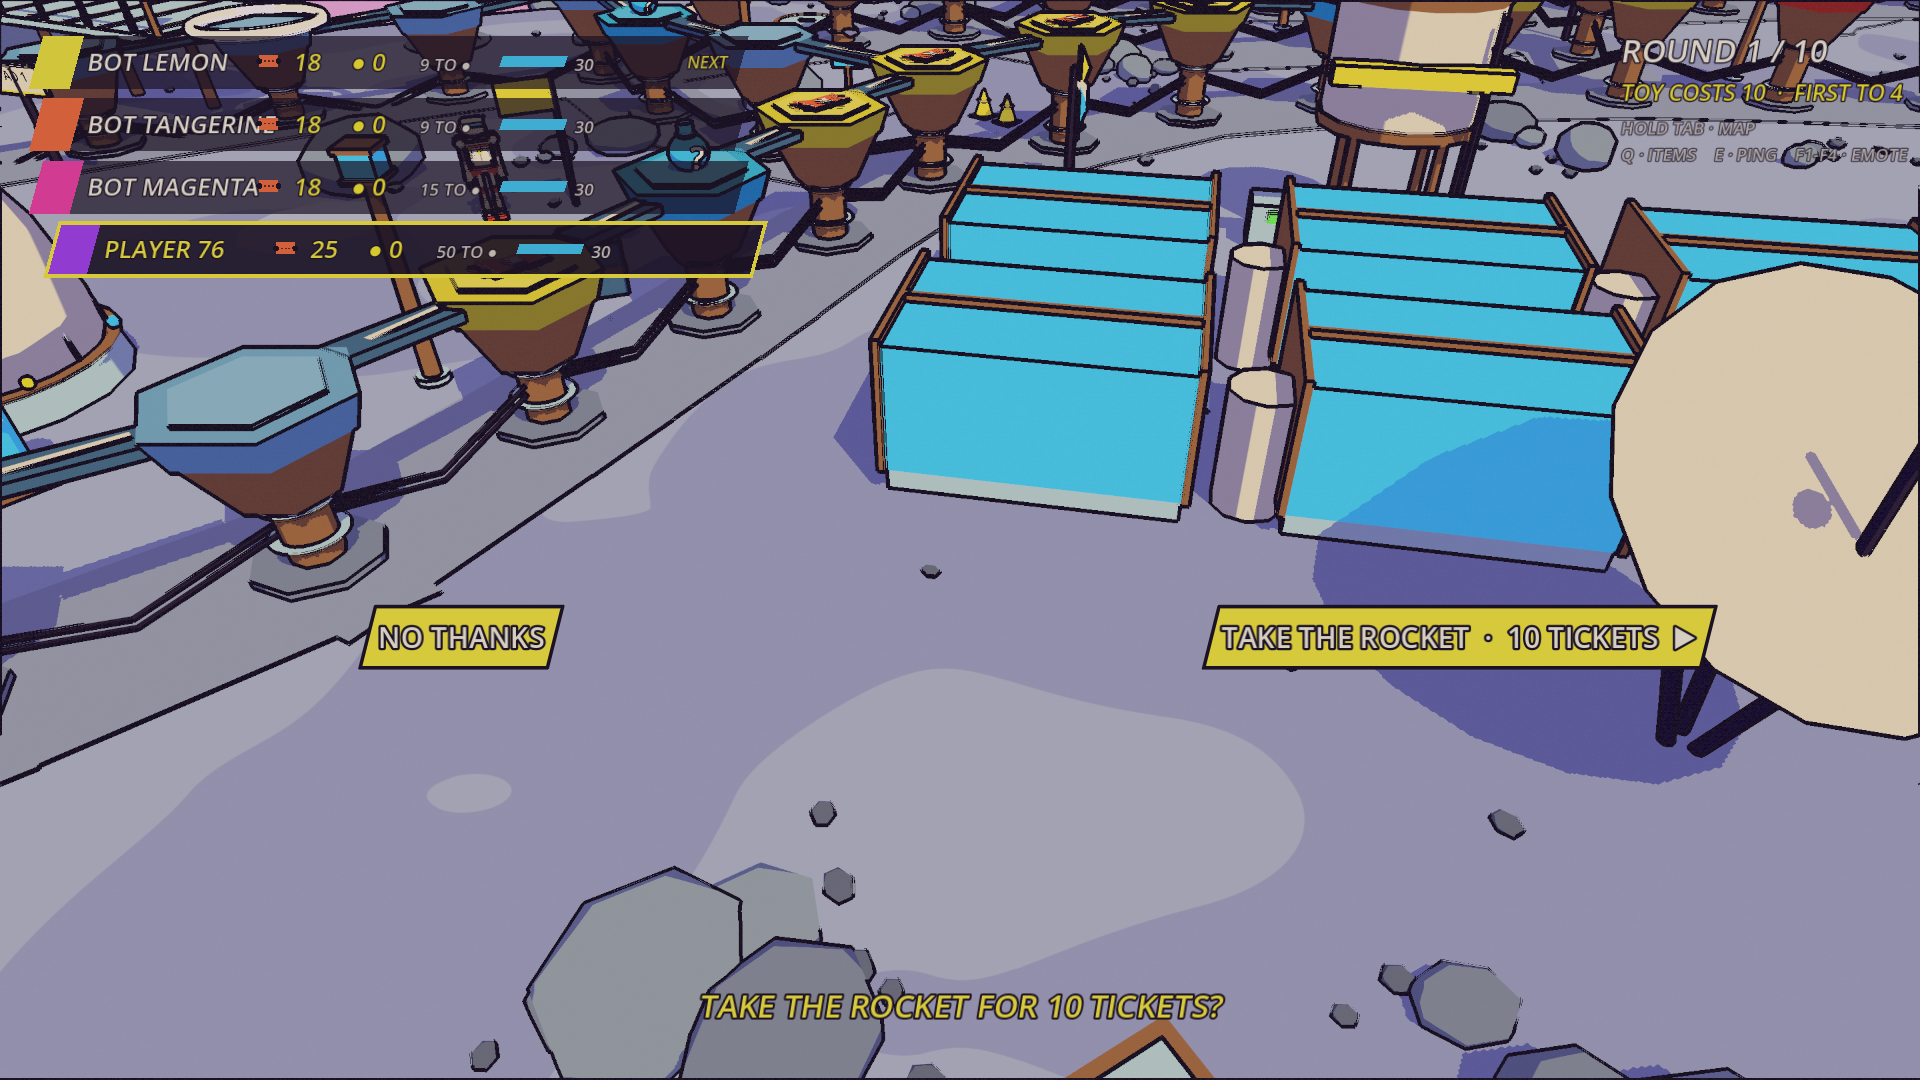 BOT LEMON 18 0 9 TO 30 NEXT
BOT TANGERINE 18 0 9 TO 30
BOT MAGENTA 18 0 15 TO 30
PLAYER 76 25 0 50 TO 30
ROUND 1 / 10
TOY COSTS 10 · FIRST TO 4
HOLD TAB · MAP
Q · ITEMS E · PING F1-F4 · EMOTE
?
NO THANKS
TAKE THE ROCKET · 10 TICKETS ▷
TAKE THE ROCKET FOR 10 TICKETS?